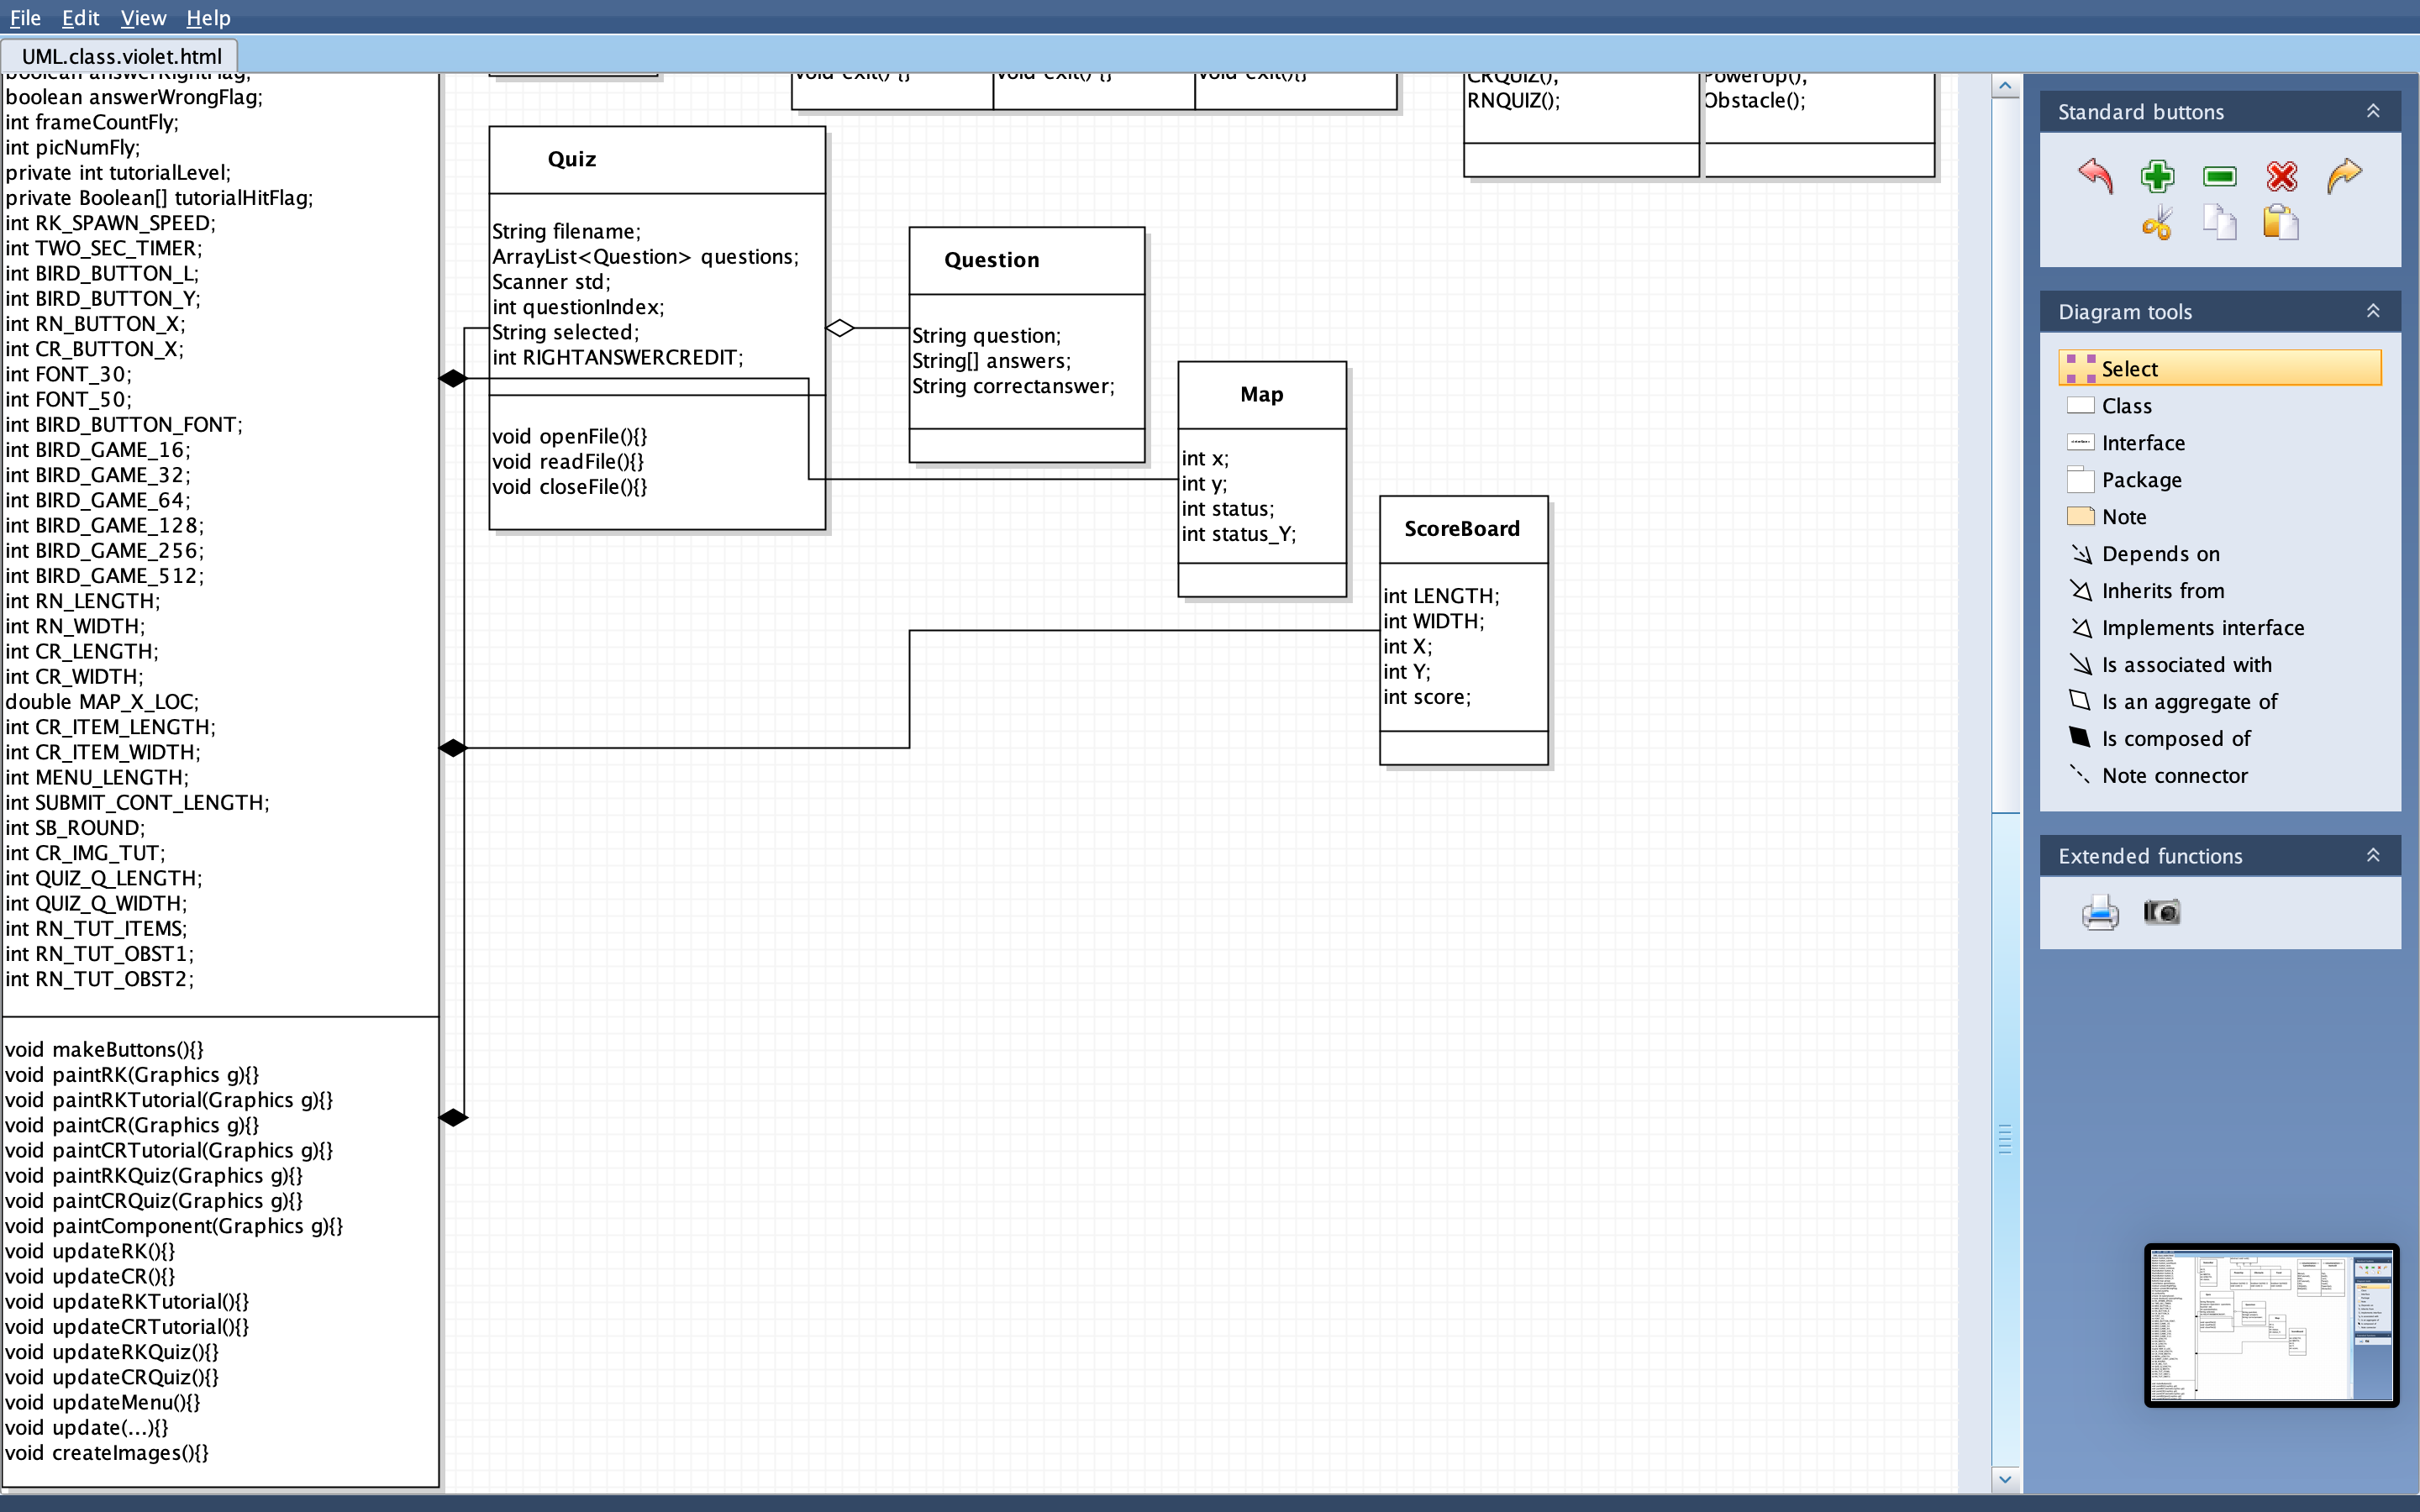 File Edit View Help
UML.class.violet.html
boolean answerRightFlag;
boolean answerWrongFlag;
int frameCountFly;
int picNumFly;
private int tutorialLevel;
private Boolean[] tutorialHitFlag;
int RK_SPAWN_SPEED;
int TWO_SEC_TIMER;
int BIRD_BUTTON_L;
int BIRD_BUTTON_Y;
int RN_BUTTON_X;
int CR_BUTTON_X;
int FONT_30;
int FONT_50;
int BIRD_BUTTON_FONT;
int BIRD_GAME_16;
int BIRD_GAME_32;
int BIRD_GAME_64;
int BIRD_GAME_128;
int BIRD_GAME_256;
int BIRD_GAME_512;
int RN_LENGTH;
int RN_WIDTH;
int CR_LENGTH;
int CR_WIDTH;
double MAP_X_LOC;
int CR_ITEM_LENGTH;
int CR_ITEM_WIDTH;
int MENU_LENGTH;
int SUBMIT_CONT_LENGTH;
int SB_ROUND;
int CR_IMG_TUT;
int QUIZ_Q_LENGTH;
int QUIZ_Q_WIDTH;
int RN_TUT_ITEMS;
int RN_TUT_OBST1;
int RN_TUT_OBST2;
void makeButtons(){}
void paintRK(Graphics g){}
void paintRKTutorial(Graphics g){}
void paintCR(Graphics g){}
void paintCRTutorial(Graphics g){}
void paintRKQuiz(Graphics g){}
void paintCRQuiz(Graphics g){}
void paintComponent(Graphics g){}
void updateRK(){}
void updateCR(){}
void updateRKTutorial(){}
void updateCRTutorial(){}
void updateRKQuiz(){}
void updateCRQuiz(){}
void updateMenu(){}
void update(...){}
void createImages(){}
void exit() {}
void exit() {}
void exit(){}
CRQUIZ(),
RNQUIZ();
PowerUp(),
Obstacle();
Quiz
String filename;
ArrayList<Question> questions;
Scanner std;
int questionIndex;
String selected;
int RIGHTANSWERCREDIT;
void openFile(){}
void readFile(){}
void closeFile(){}
Question
String question;
String[] answers;
String correctanswer;
Map
int x;
int y;
int status;
int status_Y;
ScoreBoard
int LENGTH;
int WIDTH;
int X;
int Y;
int score;
Standard buttons
Diagram tools
Select
Class
Interface
Package
Note
Depends on
Inherits from
Implements interface
Is associated with
Is an aggregate of
Is composed of
Note connector
Extended functions